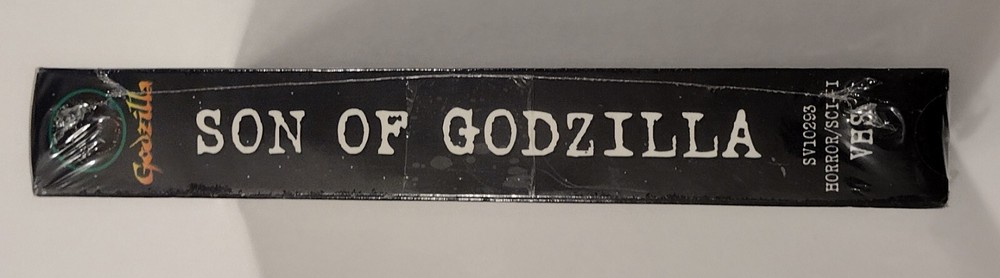 Godzilla
SON OF GODZILLA
SV10293
HORROR/SCI-FI
VHS